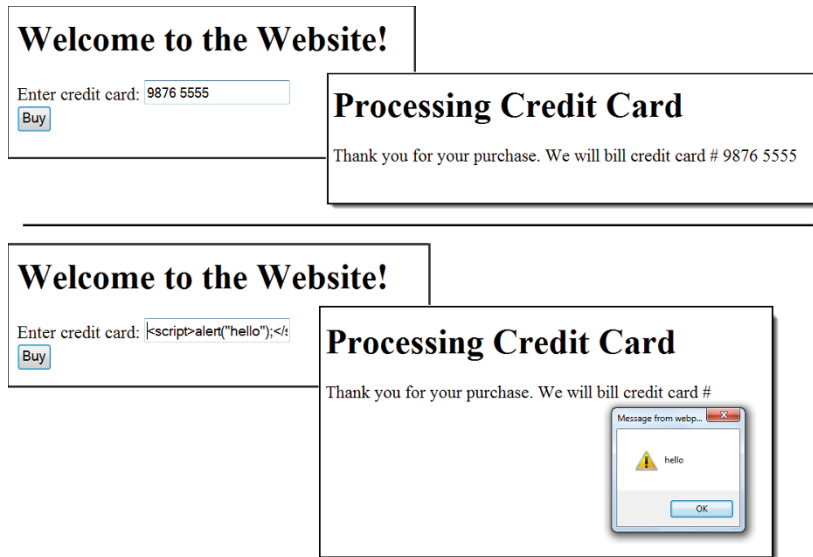 Welcome to the Website!
Enter credit card: 9876 5555
Buy
Processing Credit Card
Thank you for your purchase. We will bill credit card # 9876 5555
Welcome to the Website!
Enter credit card: <script>alert("hello");</s
Buy
Processing Credit Card
Thank you for your purchase. We will bill credit card #
Message from webp...
hello
OK